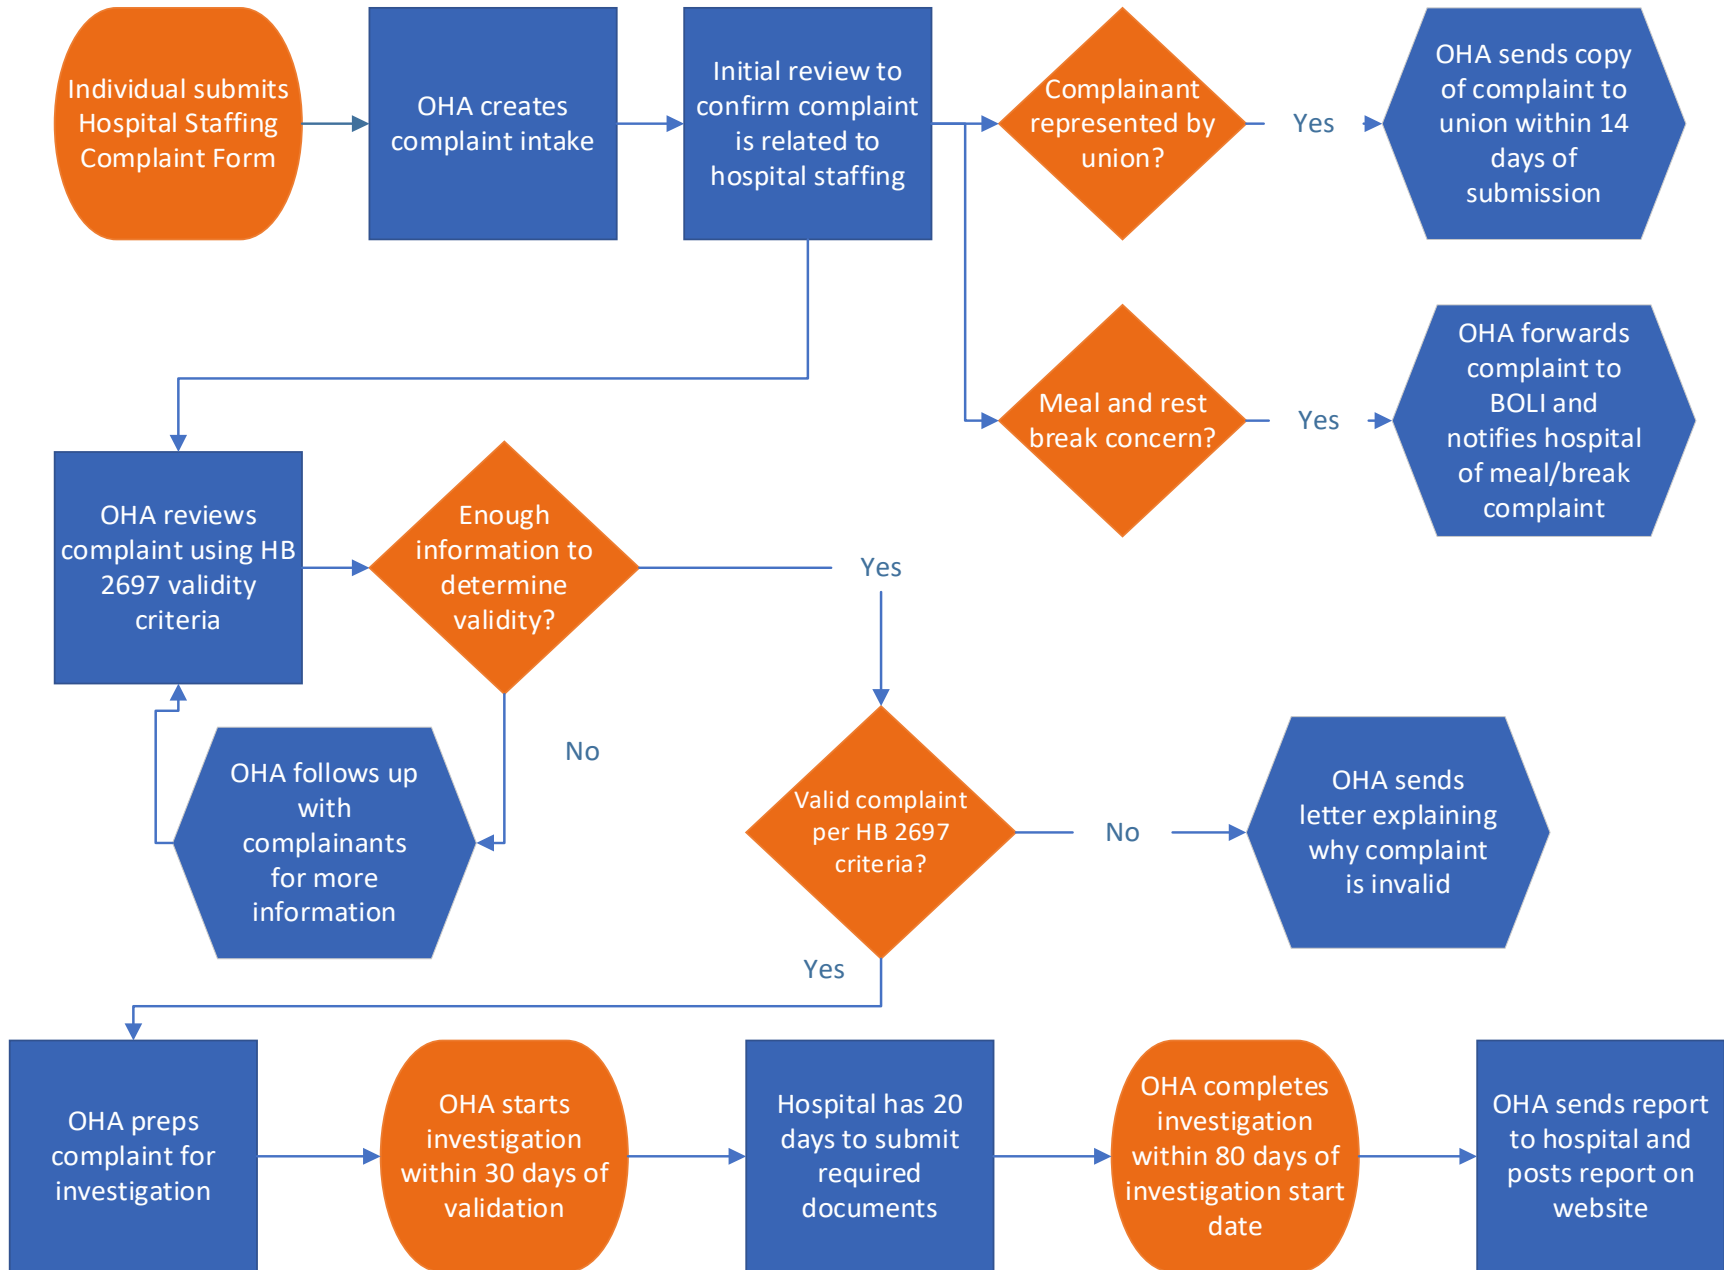 Individual submits
Hospital Staffing
Complaint Form
OHA creates
complaint intake
Initial review to
confirm complaint
is related to
hospital staffing
Complainant
represented by
union?
Yes
OHA sends copy
of complaint to
union within 14
days of
submission
Meal and rest
break concern?
Yes
OHA forwards
complaint to
BOLI and
notifies hospital
of meal/break
complaint
OHA reviews
complaint using HB
2697 validity
criteria
Enough
information to
determine
validity?
Yes
No
OHA follows up
with
complainants
for more
information
Valid complaint
per HB 2697
criteria?
No
OHA sends
letter explaining
why complaint
is invalid
Yes
OHA preps
complaint for
investigation
OHA starts
investigation
within 30 days of
validation
Hospital has 20
days to submit
required
documents
OHA completes
investigation
within 80 days of
investigation start
date
OHA sends report
to hospital and
posts report on
website